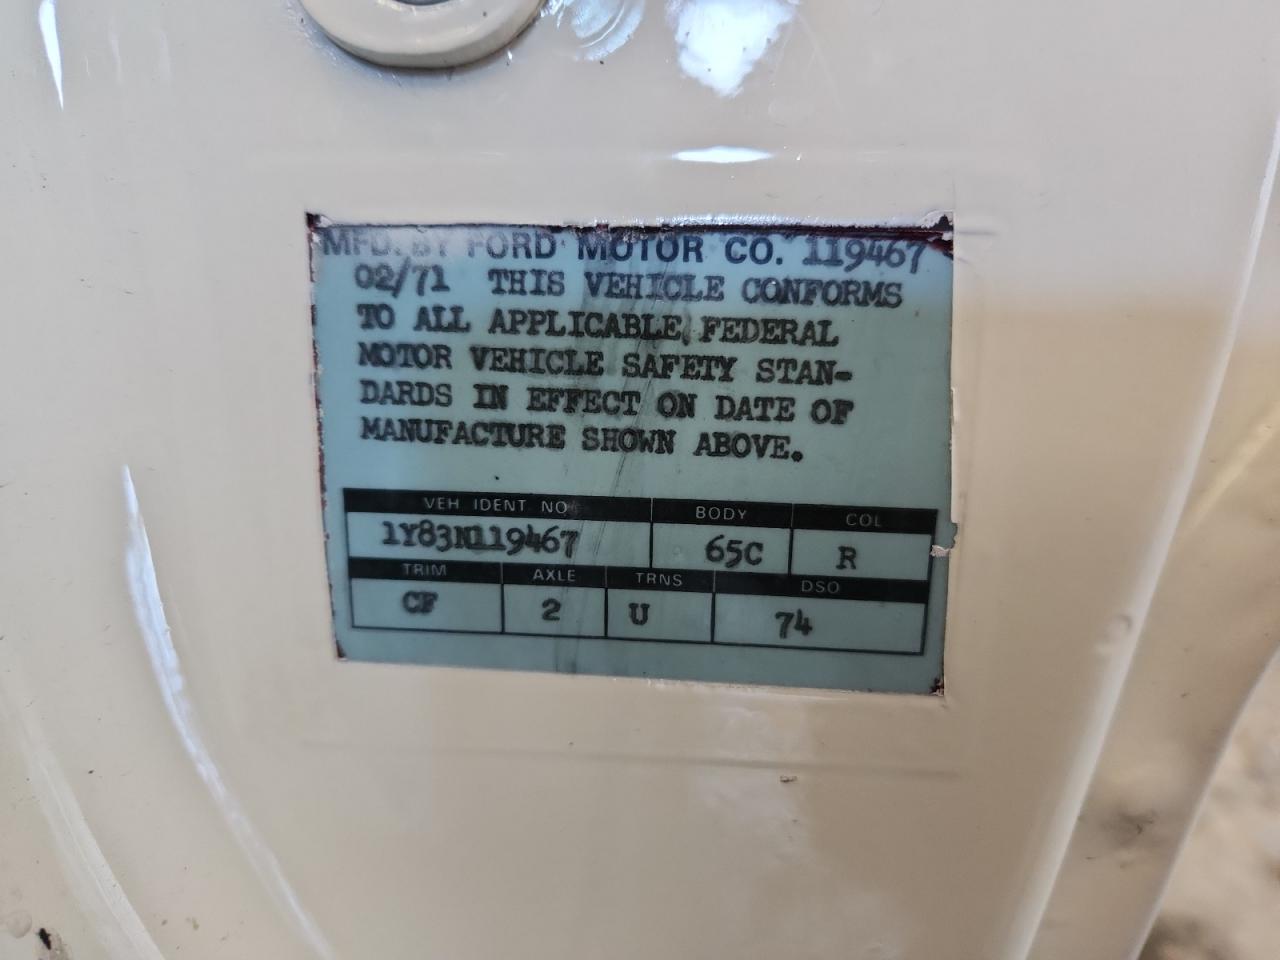 MFD. BY FORD MOTOR CO. 119467
02/71 THIS VEHICLE CONFORMS
TO ALL APPLICABLE FEDERAL
MOTOR VEHICLE SAFETY STAN-
DARDS IN EFFECT ON DATE OF
MANUFACTURE SHOWN ABOVE.
VEH IDENT NO BODY COL
1Y83N119467 65C R
TRIM AXLE TRNS DSO
CF 2 U 74